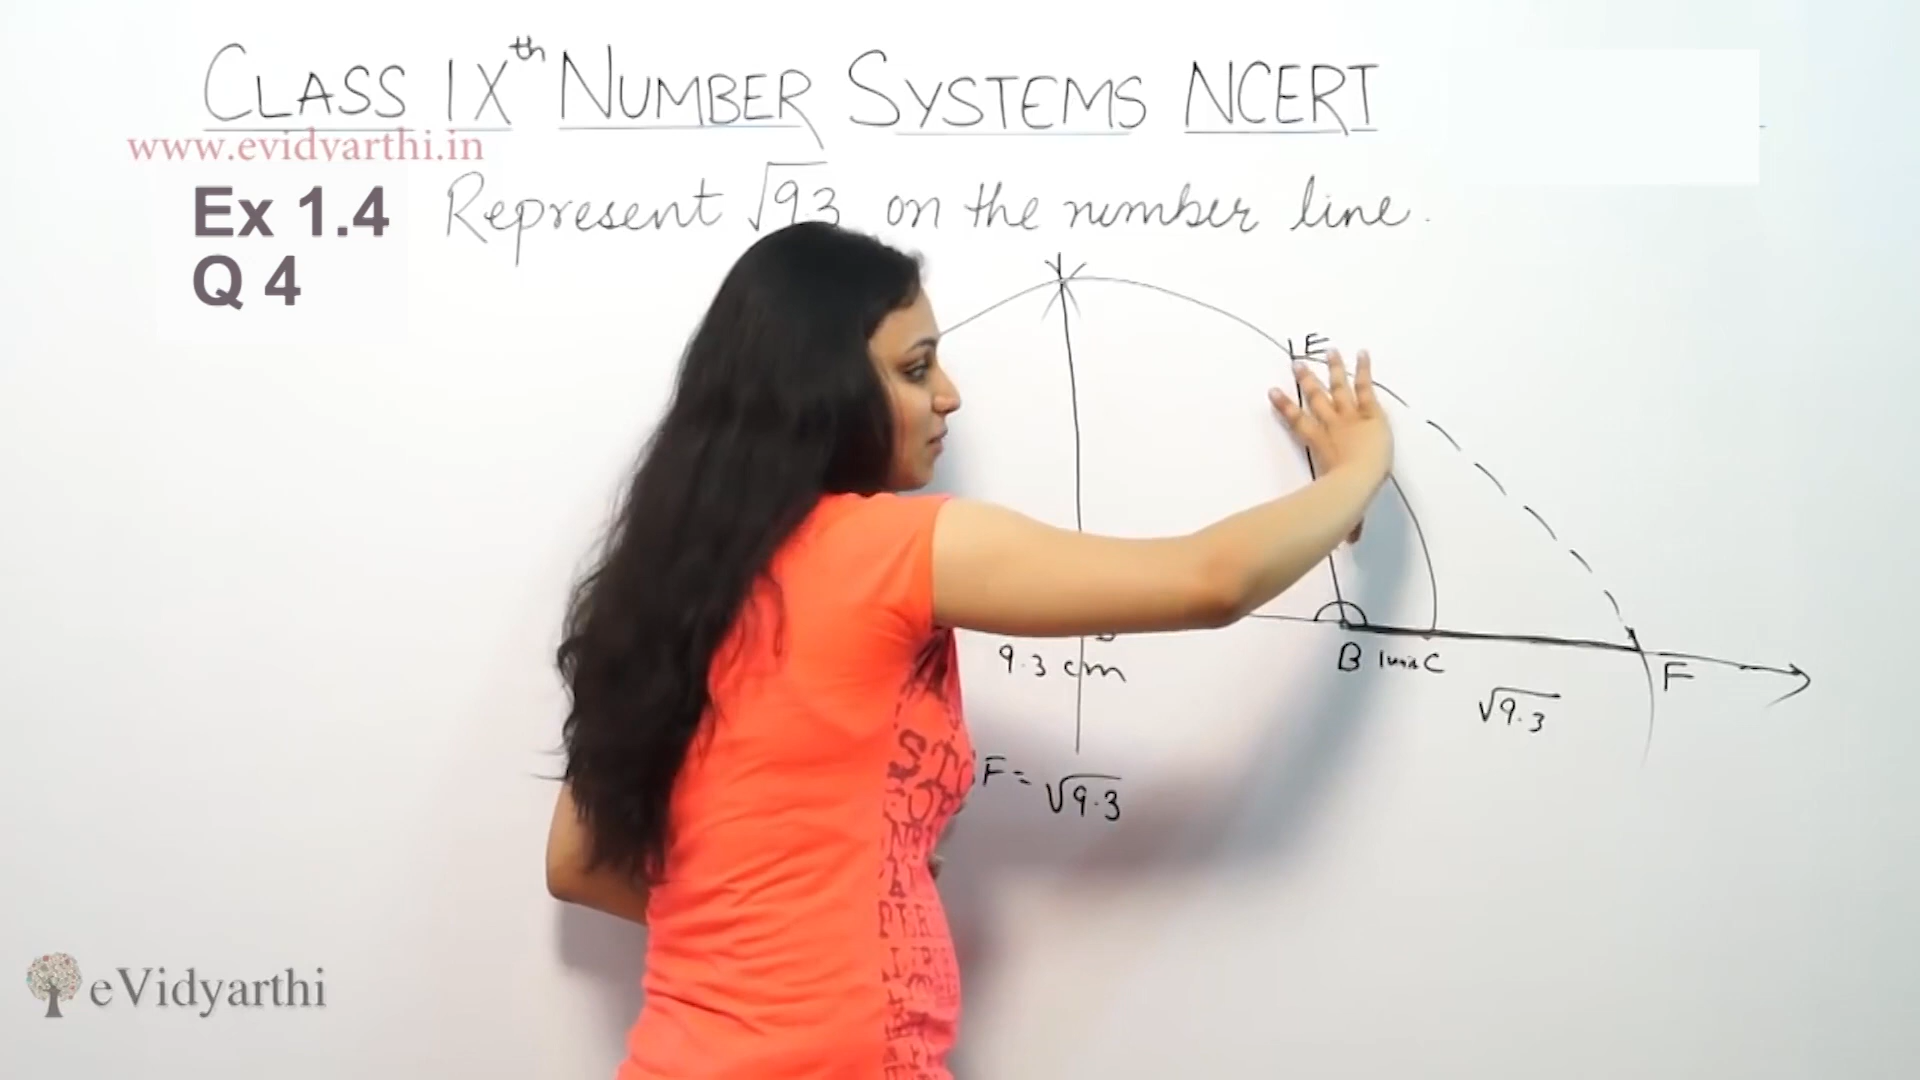 CLASS IXth NUMBER SYSTEMS NCERT
www.evidyarthi.in
Ex 1.4 Represent √9.3 on the number line.
Q 4
E
9.3 cm
B 1unit C
F
√9.3
F = √9.3
eVidyarthi